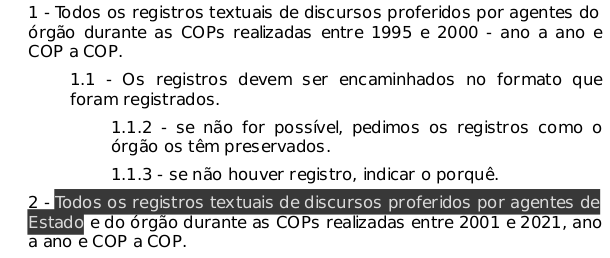 1 - Todos os registros textuais de discursos proferidos por agentes do
órgão durante as COPs realizadas entre 1995 e 2000 - ano a ano e
COP a COP.
1.1 - Os registros devem ser encaminhados no formato que
foram registrados.
1.1.2 - se não for possível, pedimos os registros como o
órgão os têm preservados.
1.1.3 - se não houver registro, indicar o porquê.
2 - Todos os registros textuais de discursos proferidos por agentes de
Estado e do órgão durante as COPs realizadas entre 2001 e 2021, ano
a ano e COP a COP.